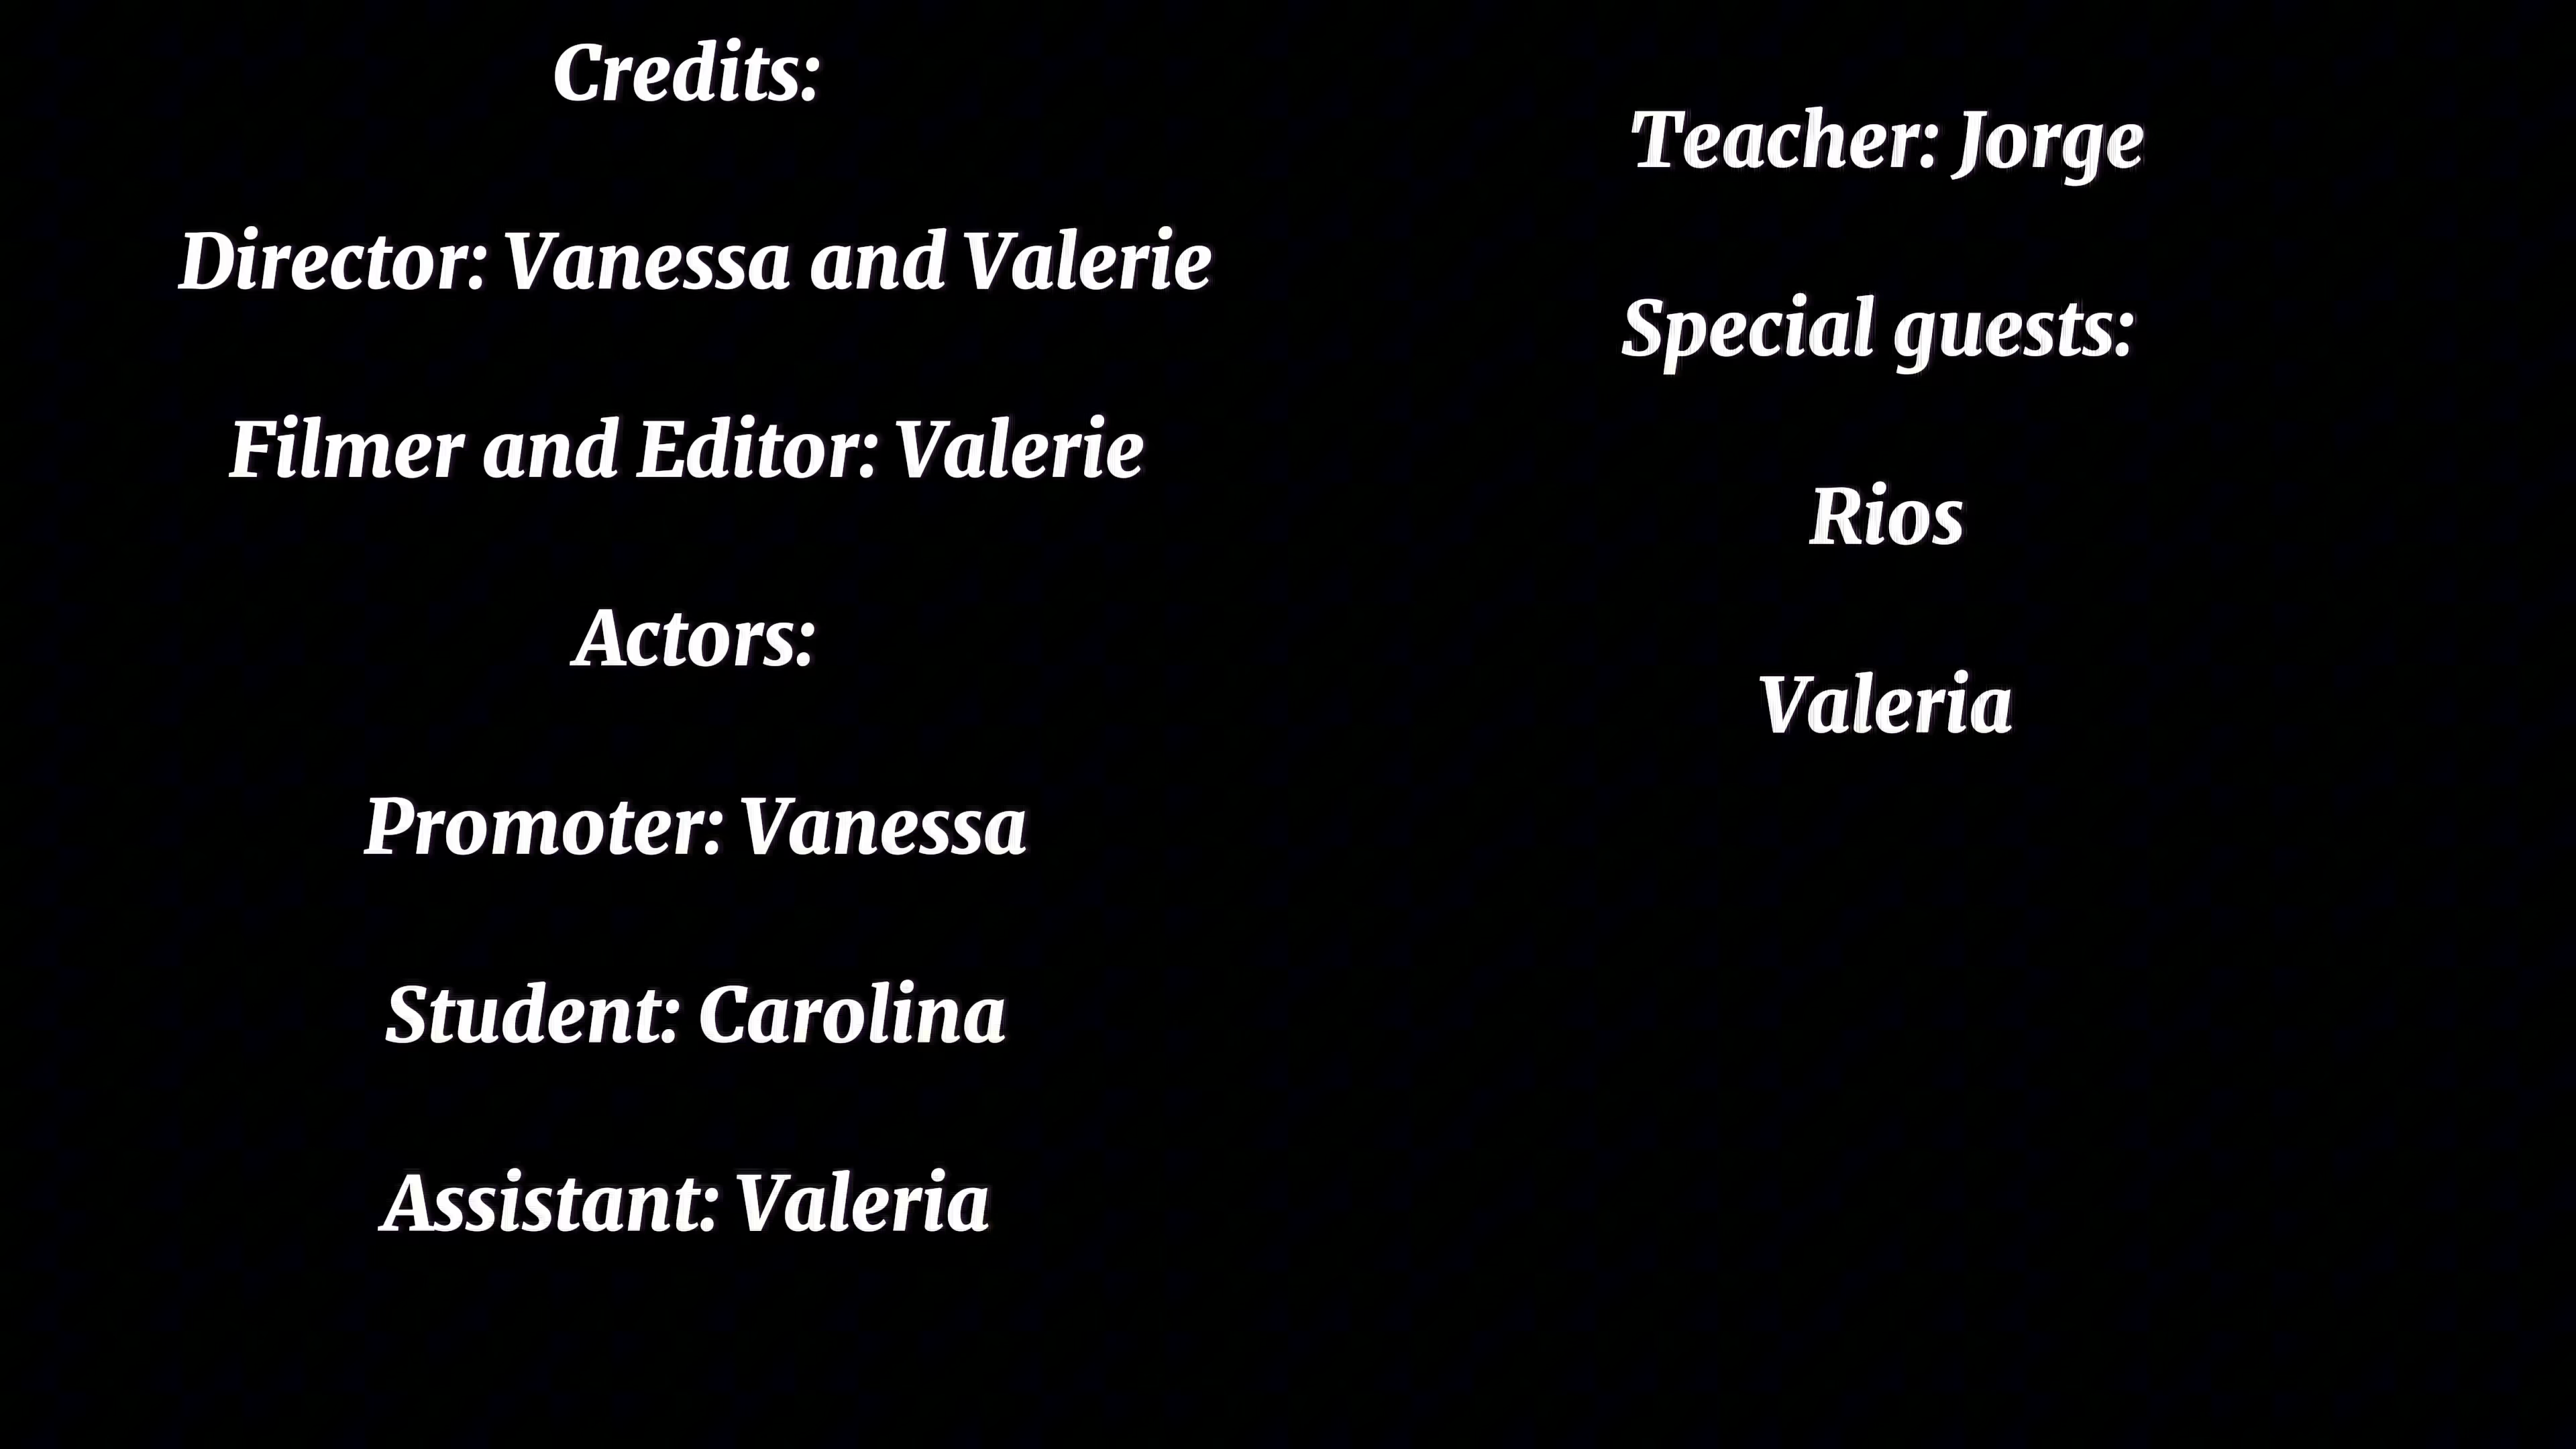 Credits:
Director: Vanessa and Valerie
Filmer and Editor: Valerie
Actors:
Promoter: Vanessa
Student: Carolina
Assistant: Valeria
Teacher: Jorge
Special guests:
Rios
Valeria